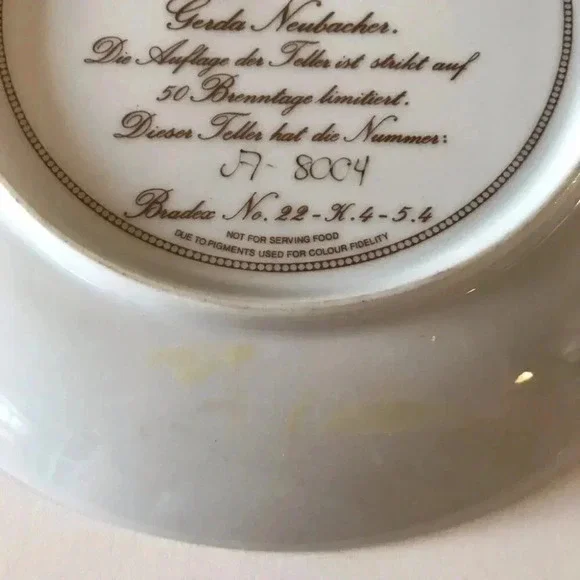 Gerda Neubacher.
Die Auflage der Teller ist strikt auf
50 Brenntage limitiert.
Dieser Teller hat die Nummer:
A-8004
Bradex No. 22-K.4-5.4
NOT FOR SERVING FOOD
DUE TO PIGMENTS USED FOR COLOUR FIDELITY